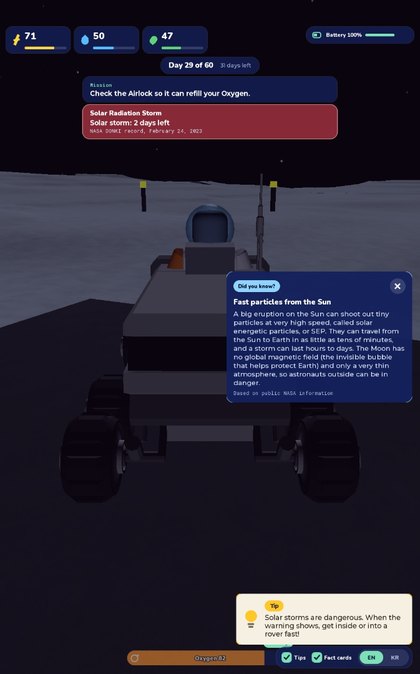 71
50
47
Battery 100%
Day 29 of 60 31 days left
Mission
Check the Airlock so it can refill your Oxygen.
Solar Radiation Storm
Solar storm: 2 days left
NASA DONKI record, February 24, 2023
Did you know?
Fast particles from the Sun
A big eruption on the Sun can shoot out tiny
particles at very high speed, called solar
energetic particles, or SEP. They can travel from
the Sun to Earth in as little as tens of minutes,
and a storm can last hours to days. The Moon has
no global magnetic field (the invisible bubble
that helps protect Earth) and only a very thin
atmosphere, so astronauts outside can be in
danger.
Based on public NASA information
Tip
Solar storms are dangerous. When the
warning shows, get inside or into a
rover fast!
Oxygen 82
Tips
Fact cards
EN KR